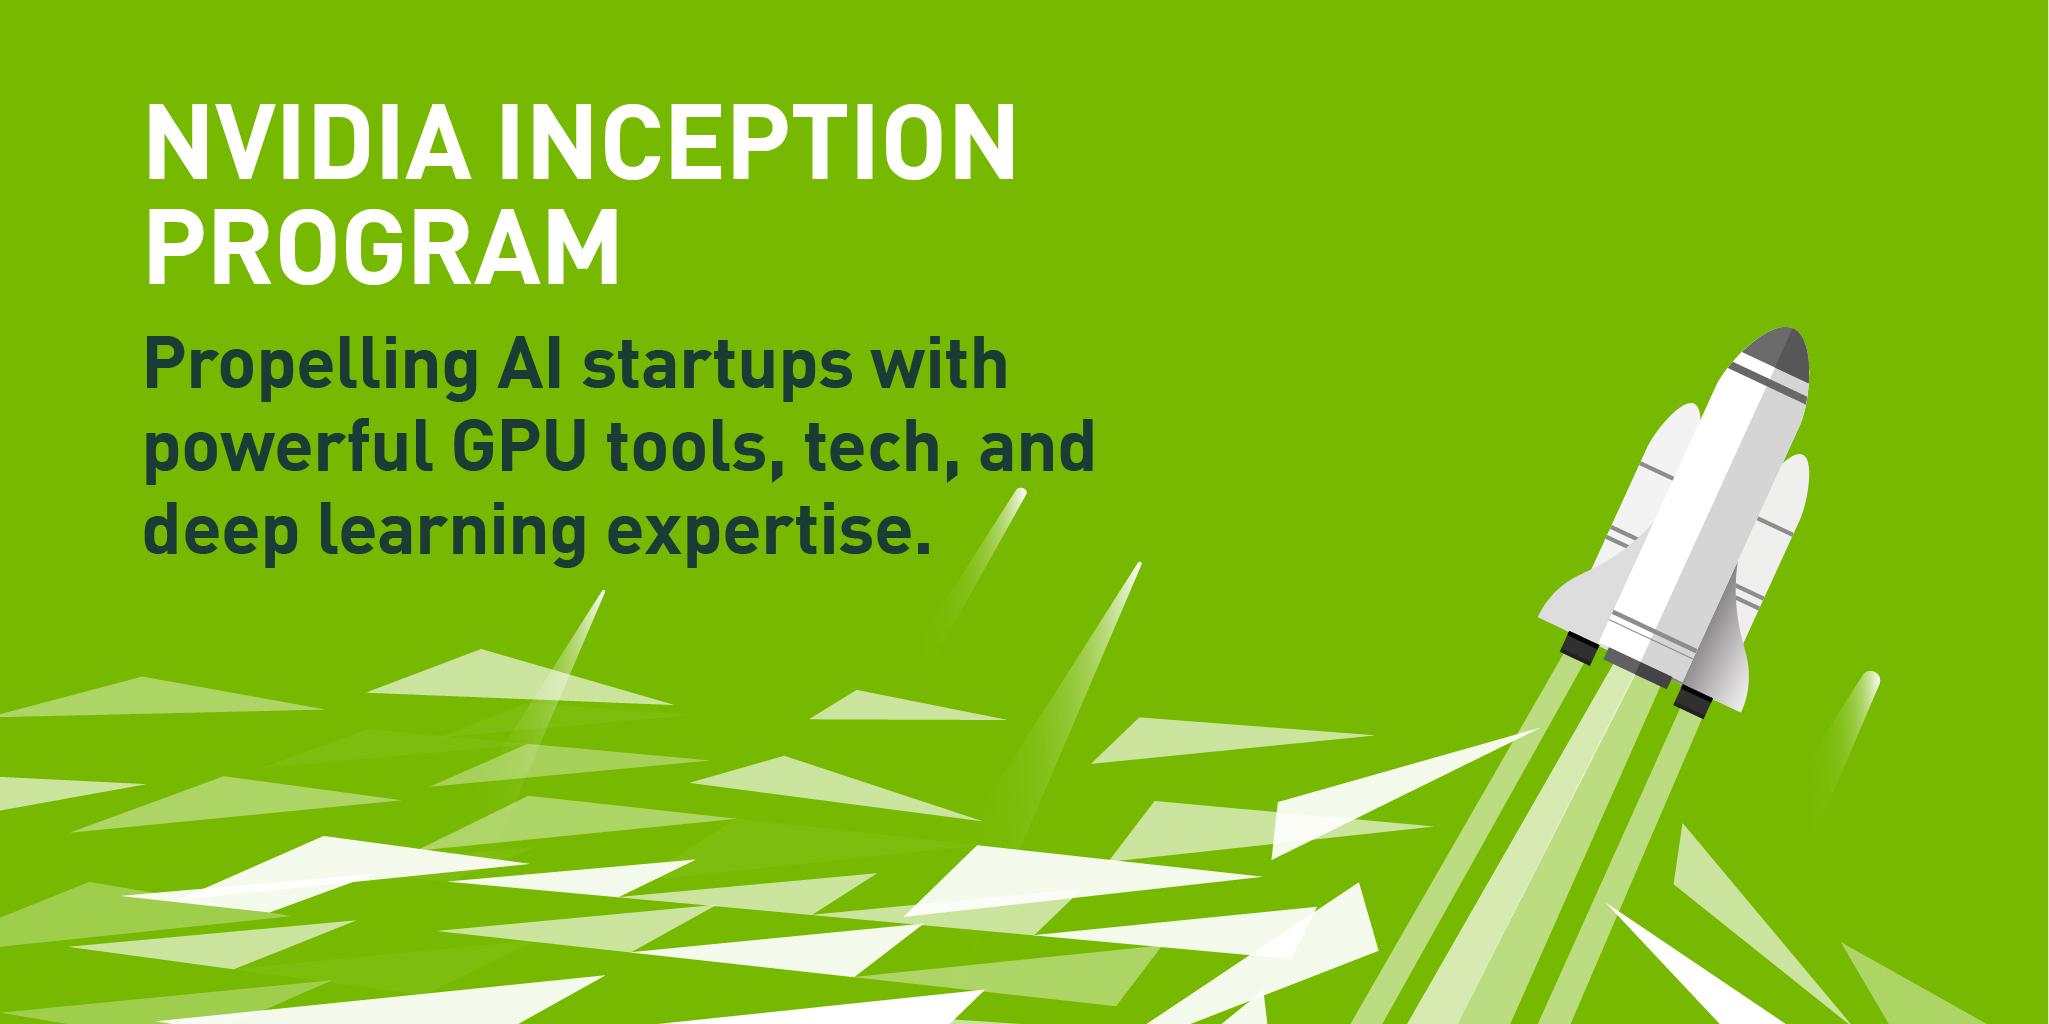 NVIDIA INCEPTION
PROGRAM
Propelling AI startups with
powerful GPU tools, tech, and
deep learning expertise.